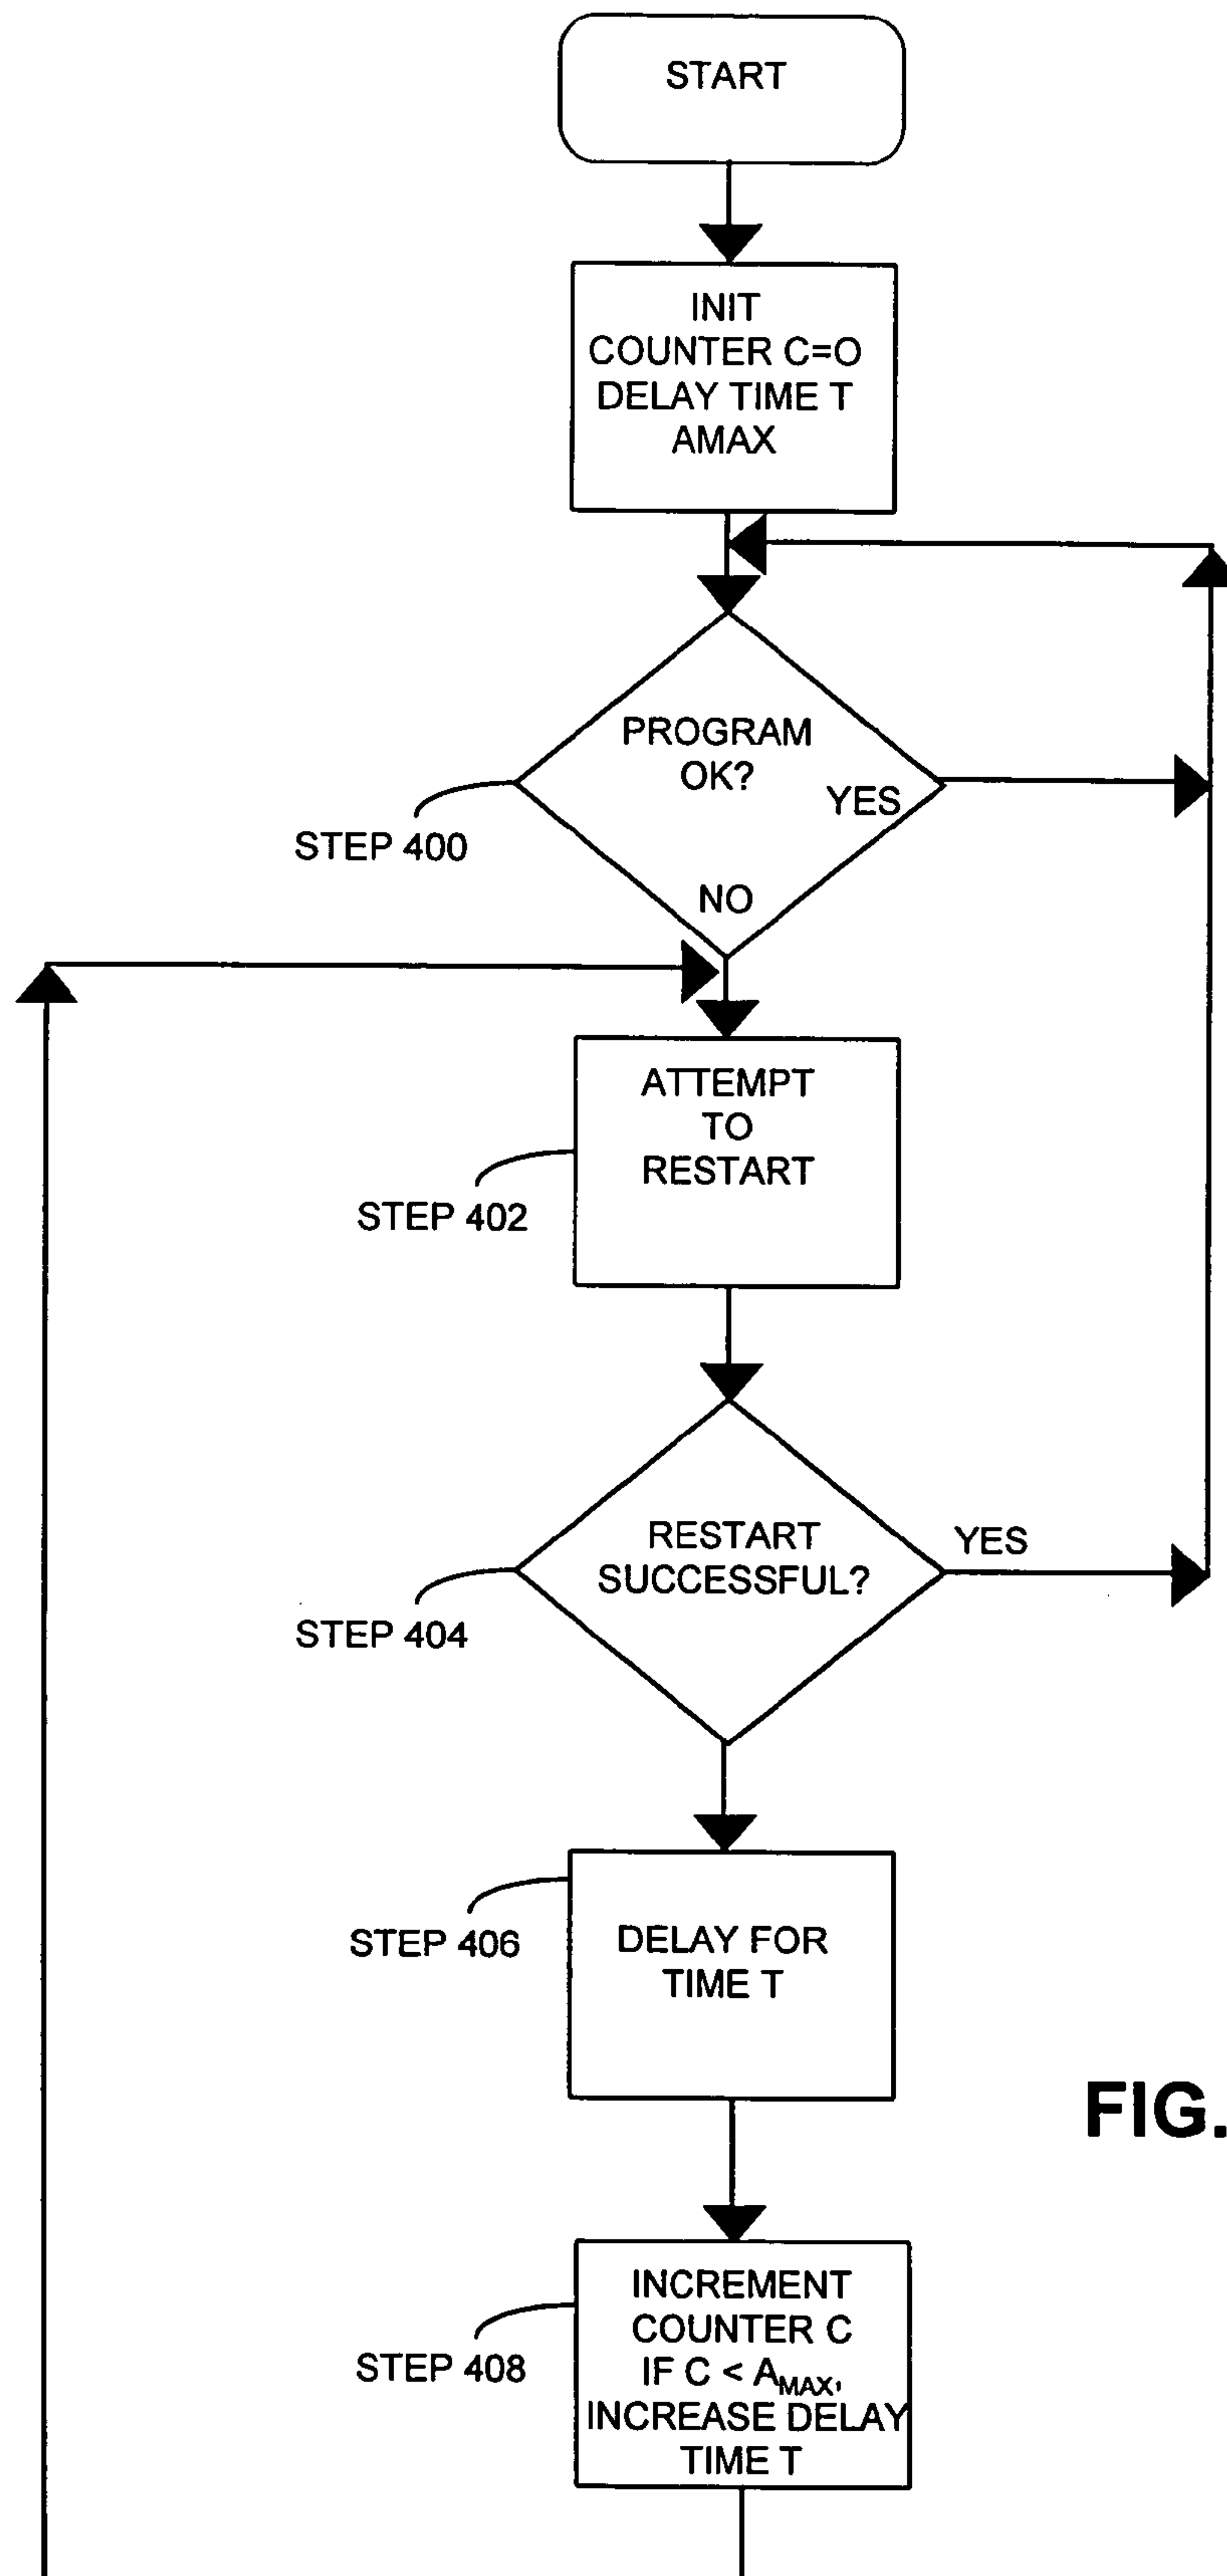 START
INIT
COUNTER C=O
DELAY TIME T
AMAX
PROGRAM
OK?
YES
STEP 400
NO
ATTEMPT
TO
RESTART
STEP 402
RESTART
SUCCESSFUL?
YES
STEP 404
DELAY FOR
TIME T
STEP 406
FIG.
INCREMENT
COUNTER C
IF C < AMAX,
INCREASE DELAY
TIME T
STEP 408